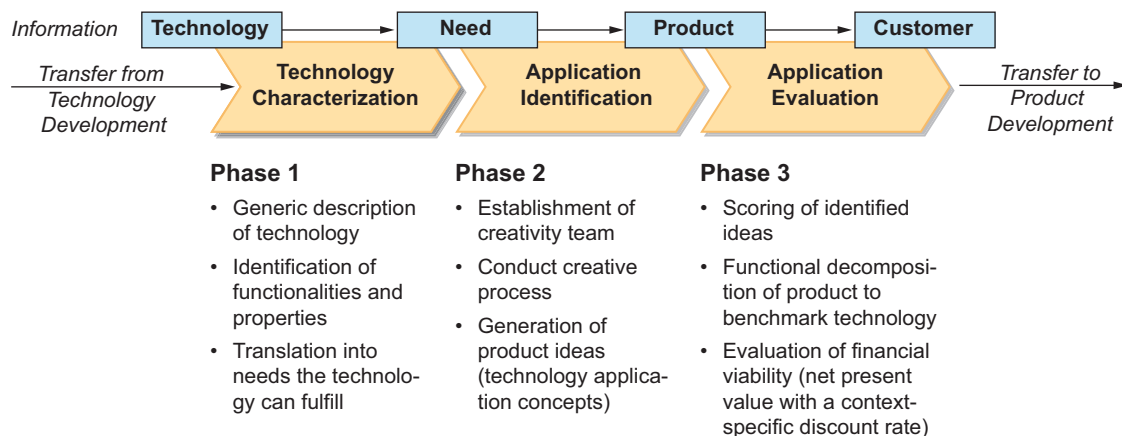 Information
Technology
Need
Product
Customer
Transfer from
Technology
Development
Technology
Characterization
Application
Identification
Application
Evaluation
Transfer to
Product
Development
Phase 1
• Generic description
of technology
• Identification of
functionalities and
properties
• Translation into
needs the technolo-
gy can fulfill
Phase 2
• Establishment of
creativity team
• Conduct creative
process
• Generation of
product ideas
(technology applica-
tion concepts)
Phase 3
• Scoring of identified
ideas
• Functional decomposi-
tion of product to
benchmark technology
• Evaluation of financial
viability (net present
value with a context-
specific discount rate)